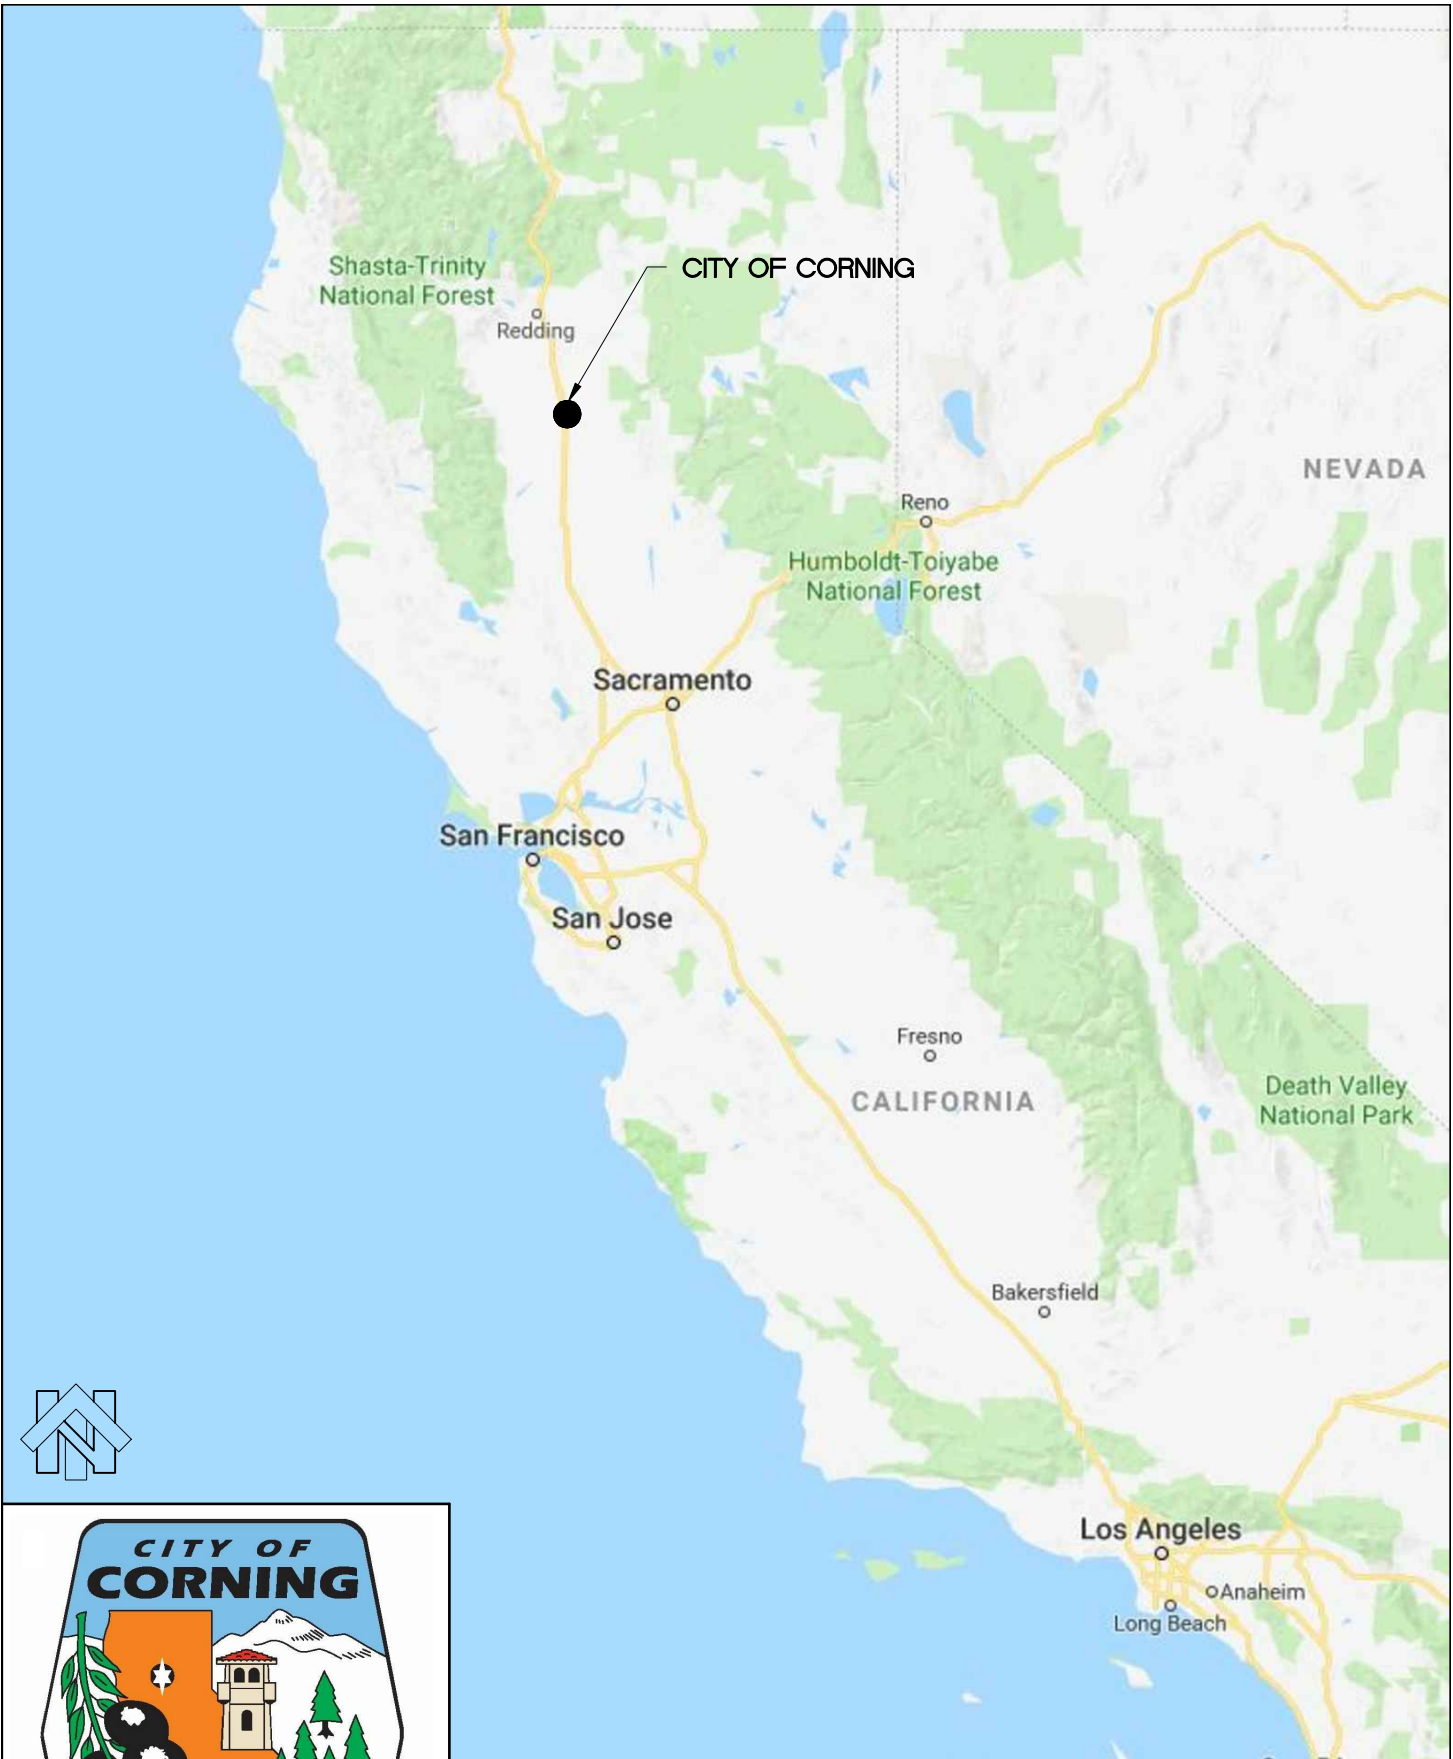 Shasta-Trinity
National Forest
CITY OF CORNING
Redding
NEVADA
Reno
Humboldt-Toiyabe
National Forest
Sacramento
San Francisco
San Jose
Fresno
CALIFORNIA
Death Valley
National Park
Bakersfield
N
CITY OF
CORNING
Los Angeles
Anaheim
Long Beach